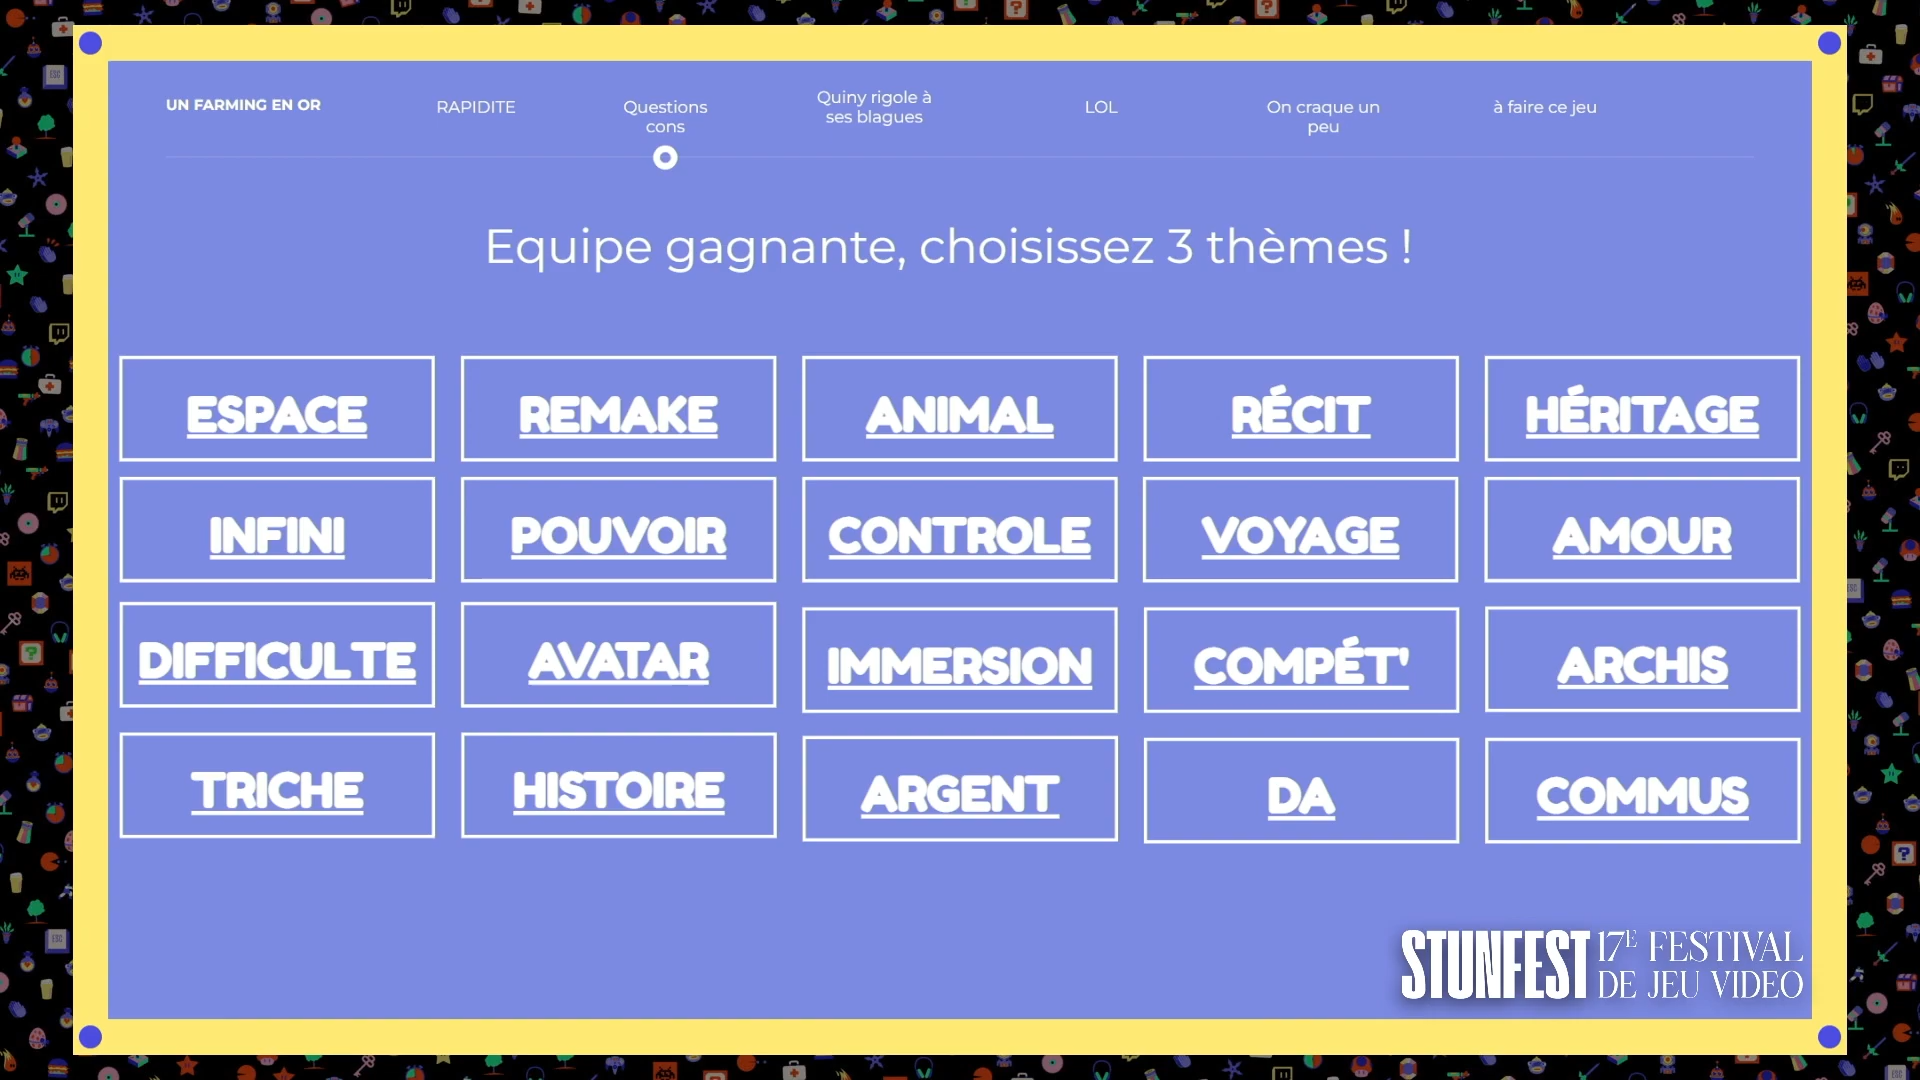 UN FARMING EN OR
RAPIDITE
Questions
cons
Quiny rigole à
ses blagues
LOL
On craque un
peu
à faire ce jeu
Equipe gagnante, choisissez 3 thèmes !
ESPACE
REMAKE
ANIMAL
RÉCIT
HÉRITAGE
INFINI
POUVOIR
CONTROLE
VOYAGE
AMOUR
DIFFICULTE
AVATAR
IMMERSION
COMPÉT'
ARCHIS
TRICHE
HISTOIRE
ARGENT
DA
COMMUS
STUNFEST
17E FESTIVAL
DE JEU VIDEO